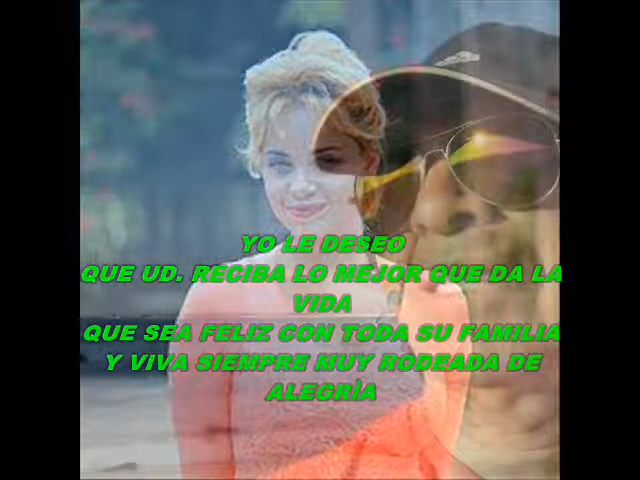 YO LE DESEO
QUE UD. RECIBA LO MEJOR QUE DA LA
VIDA
QUE SEA FELIZ CON TODA SU FAMILIA
Y VIVA SIEMPRE MUY RODEADA DE
ALEGRÌA